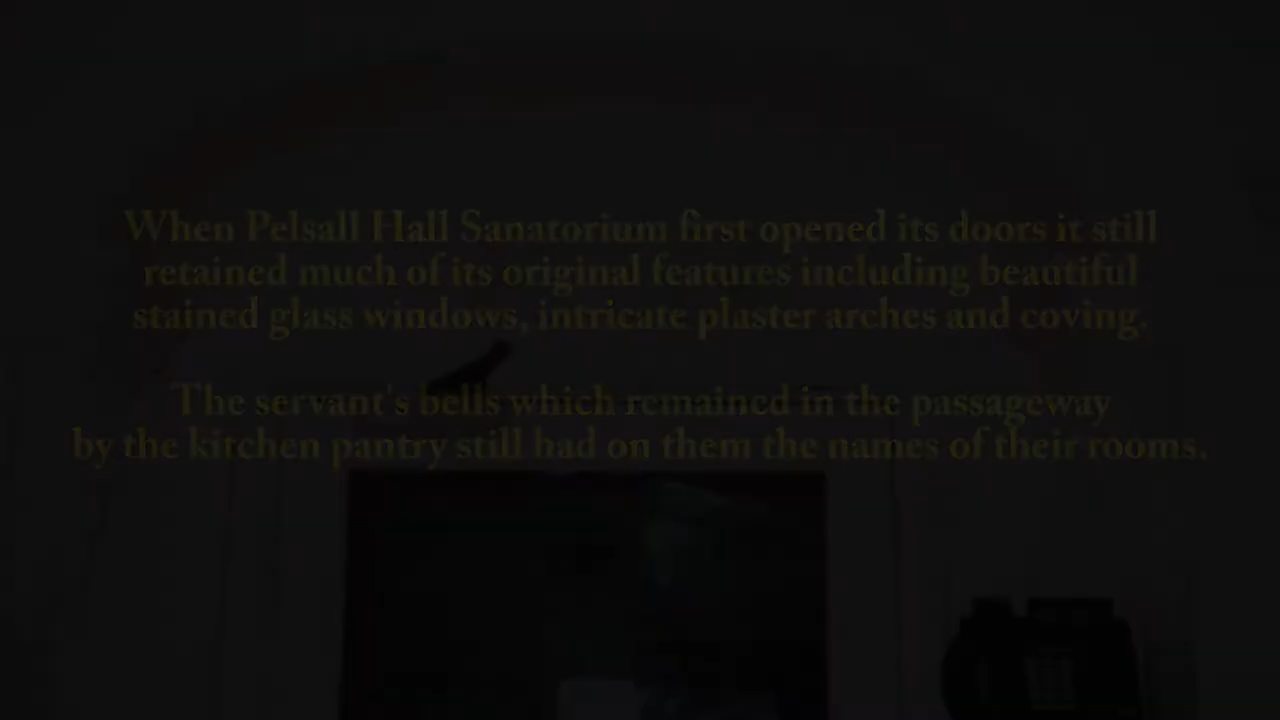 When Pelsall Hall Sanatorium first opened its doors it still
retained much of its original features including beautiful
stained glass windows, intricate plaster arches and coving.
The servant's bells which remained in the passageway
by the kitchen pantry still had on them the names of their rooms.